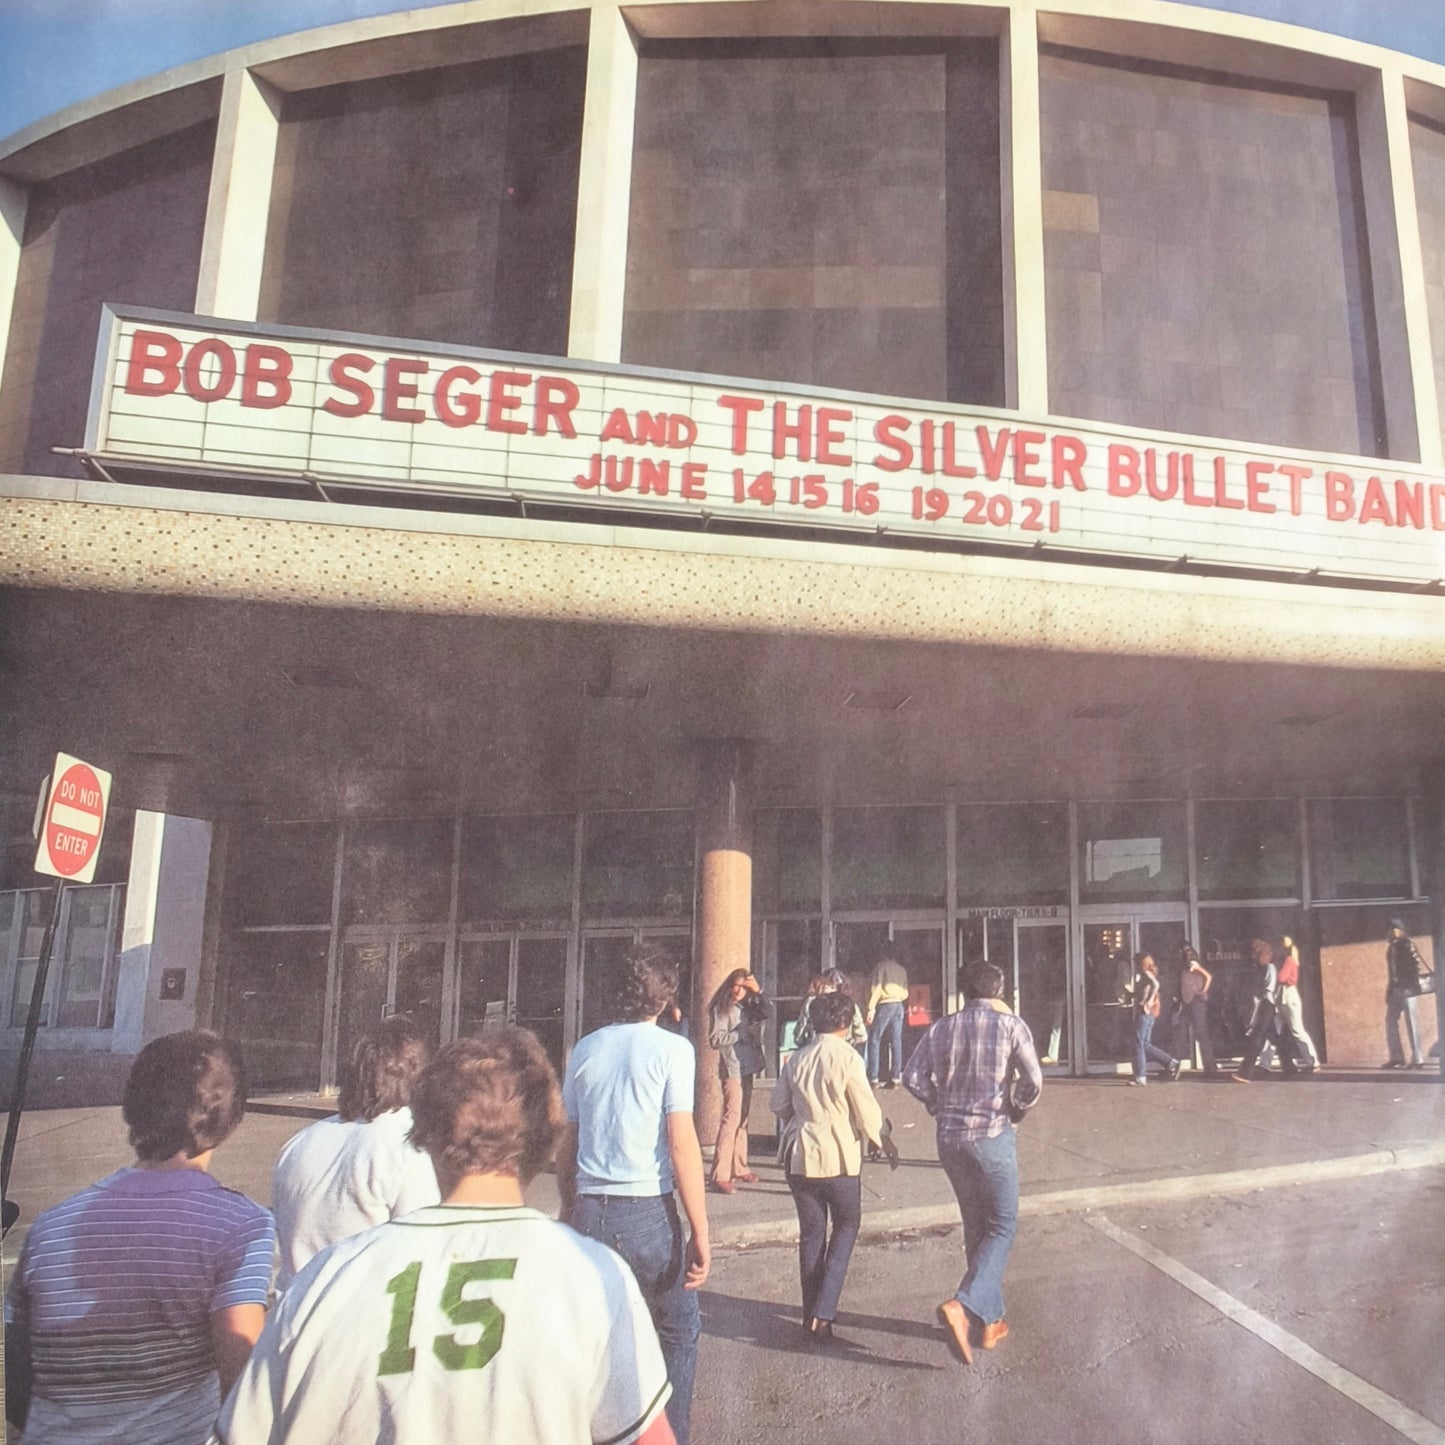 BOB SEGER AND THE SILVER BULLET BAND
JUNE 14 15 16 19 20 21
DO NOT
ENTER
15